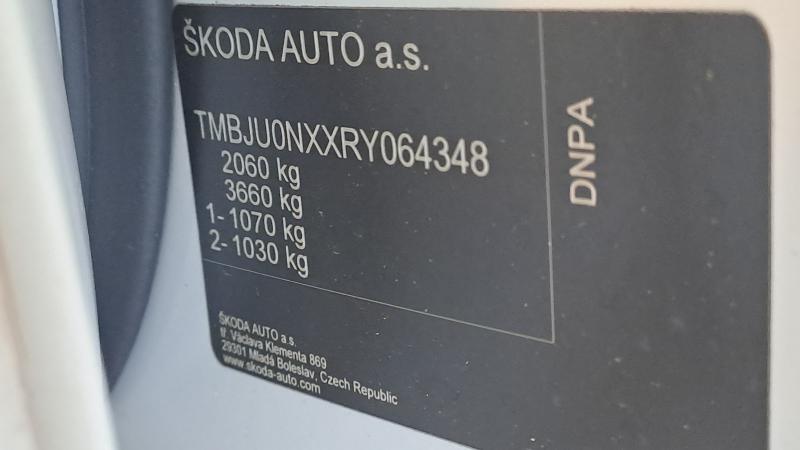 ŠKODA AUTO a.s.
TMBJU0NXXRY064348
2060 kg
3660 kg
1- 1070 kg
2- 1030 kg
DNPA
ŠKODA AUTO a.s.
tř. Václava Klementa 869
29301 Mladá Boleslav, Czech Republic
www.skoda-auto.com